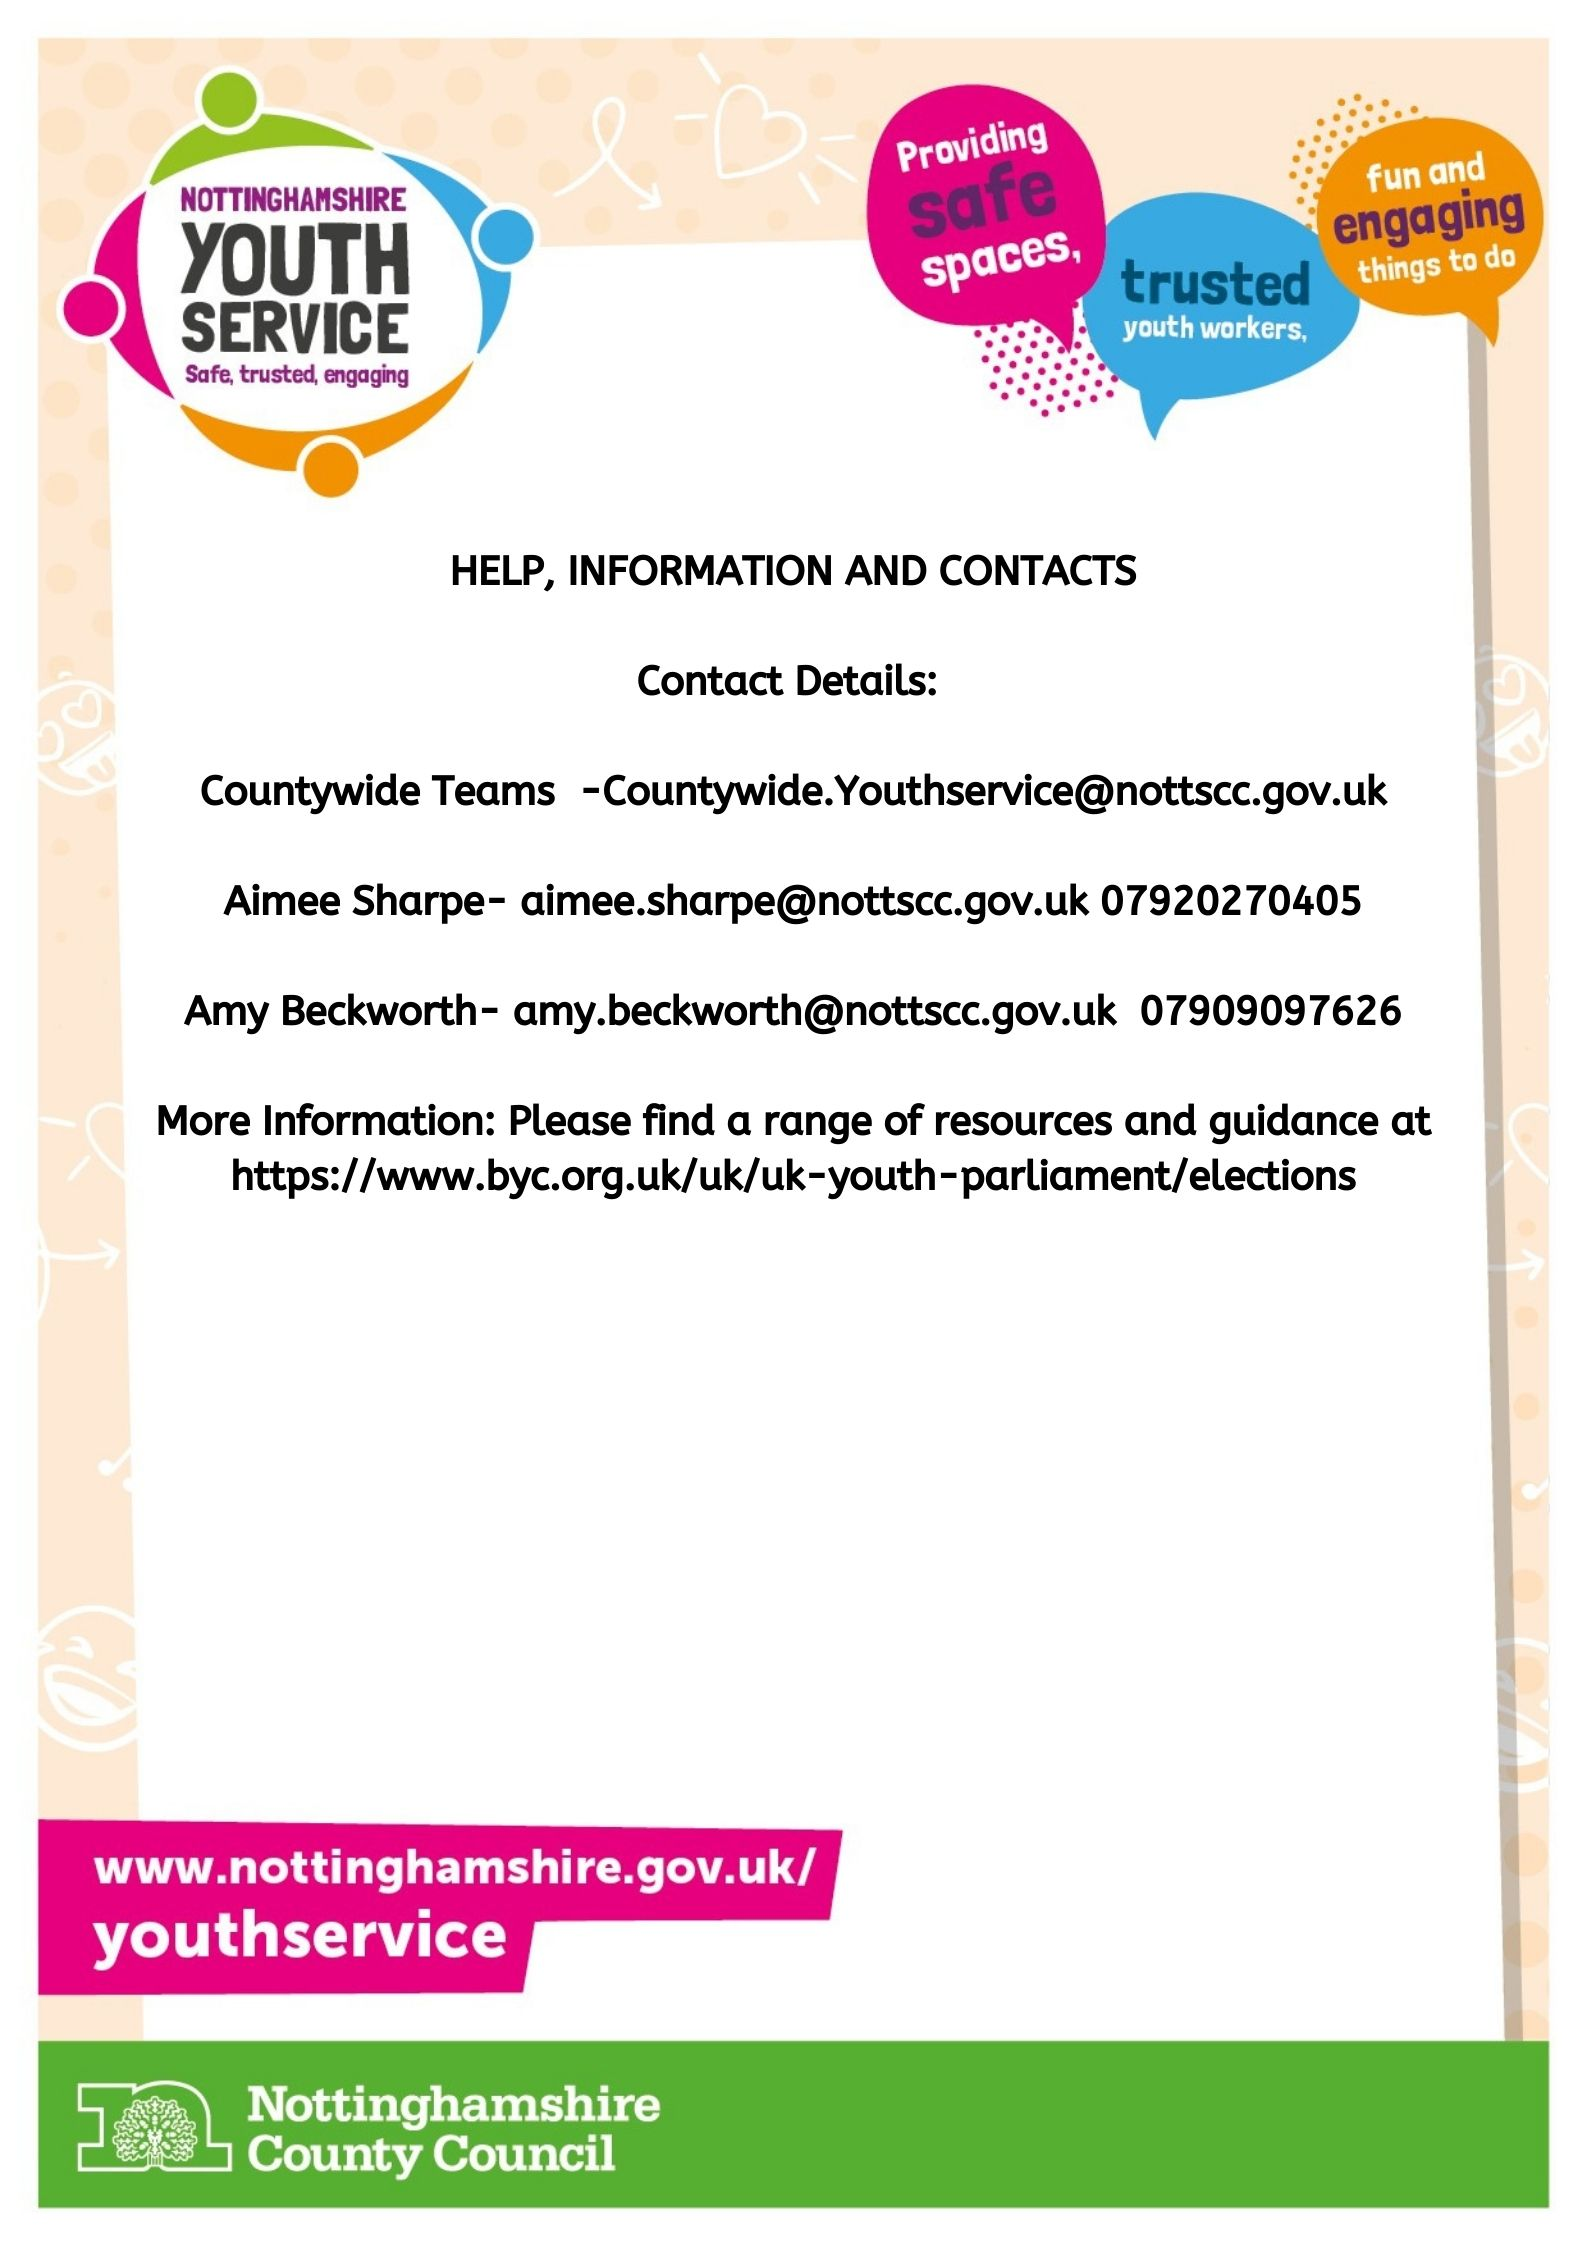 NOTTINGHAMSHIRE
YOUTH
SERVICE
Safe, trusted, engaging
Providing
safe
spaces,
trusted
youth workers,
fun and
engaging
things to do
HELP, INFORMATION AND CONTACTS
Contact Details:
Countywide Teams  -Countywide.Youthservice@nottscc.gov.uk
Aimee Sharpe- aimee.sharpe@nottscc.gov.uk 07920270405
Amy Beckworth- amy.beckworth@nottscc.gov.uk  07909097626
More Information: Please find a range of resources and guidance at
https://www.byc.org.uk/uk/uk-youth-parliament/elections
www.nottinghamshire.gov.uk/
youthservice
Nottinghamshire
County Council